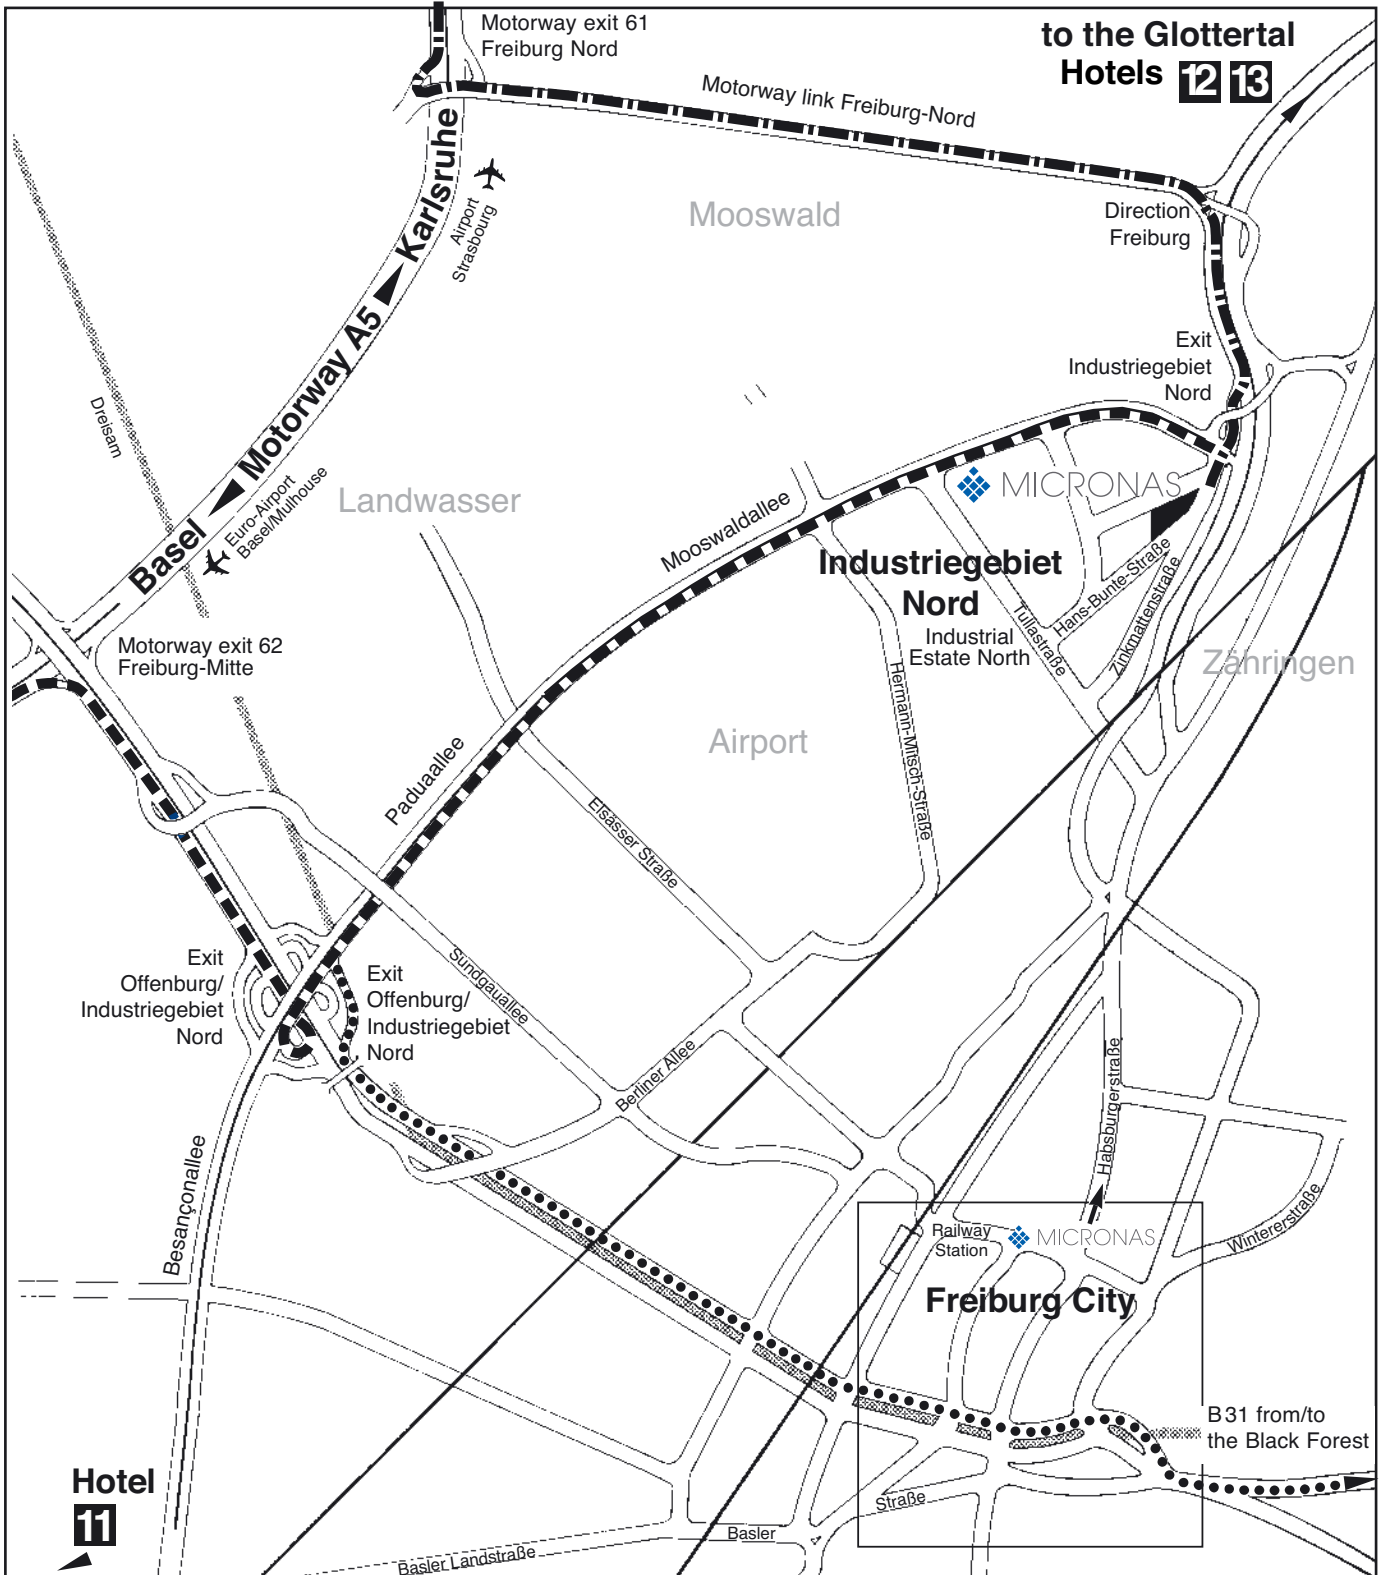 Motorway exit 61
Freiburg Nord
to the Glottertal
Hotels 12 13
Motorway link Freiburg-Nord
Karlsruhe
Airport
Strasbourg
Mooswald
Direction
Freiburg
Motorway A5
Exit
Industriegebiet
Nord
Dreisam
Basel
Euro-Airport
Basel/Mulhouse
Landwasser
MICRONAS
Mooswaldallee
Industriegebiet
Nord
Industrial
Estate North
Hans-Bunte-Straße
Tullastraße
Zinkmattenstraße
Zähringen
Motorway exit 62
Freiburg-Mitte
Hermann-Mitsch-Straße
Airport
Paduaallee
Elsässer Straße
Exit
Offenburg/
Industriegebiet
Nord
Exit
Offenburg/
Industriegebiet
Nord
Sundgauallee
Berliner Allee
Habsburgerstraße
Besançonallee
Wintererstraße
Railway
Station
MICRONAS
Freiburg City
B31 from/to
the Black Forest
Hotel
11
Straße
Basler
Basler Landstraße